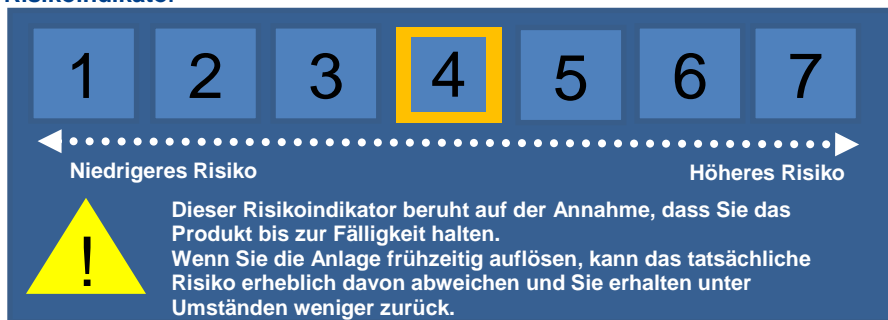 Risikoindikator
1 2 3 4 5 6 7
Niedrigeres Risiko Höheres Risiko
!
Dieser Risikoindikator beruht auf der Annahme, dass Sie das
Produkt bis zur Fälligkeit halten.
Wenn Sie die Anlage frühzeitig auflösen, kann das tatsächliche
Risiko erheblich davon abweichen und Sie erhalten unter
Umständen weniger zurück.